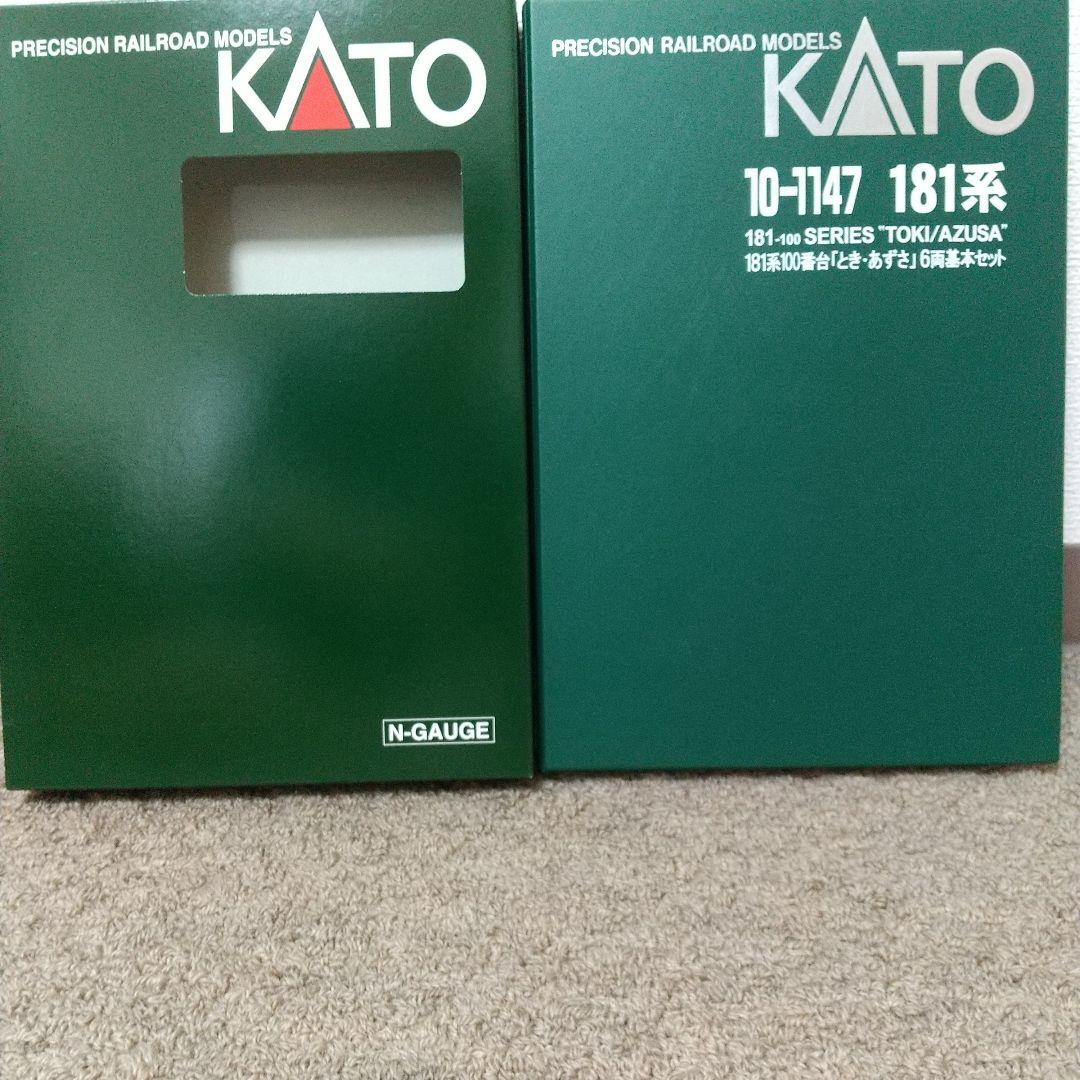 PRECISION RAILROAD MODELS
KATO
N-GAUGE
PRECISION RAILROAD MODELS
KATO
10-1147 181系
181-100 SERIES "TOKI/AZUSA"
181系100番台「とき・あずさ」6両基本セット